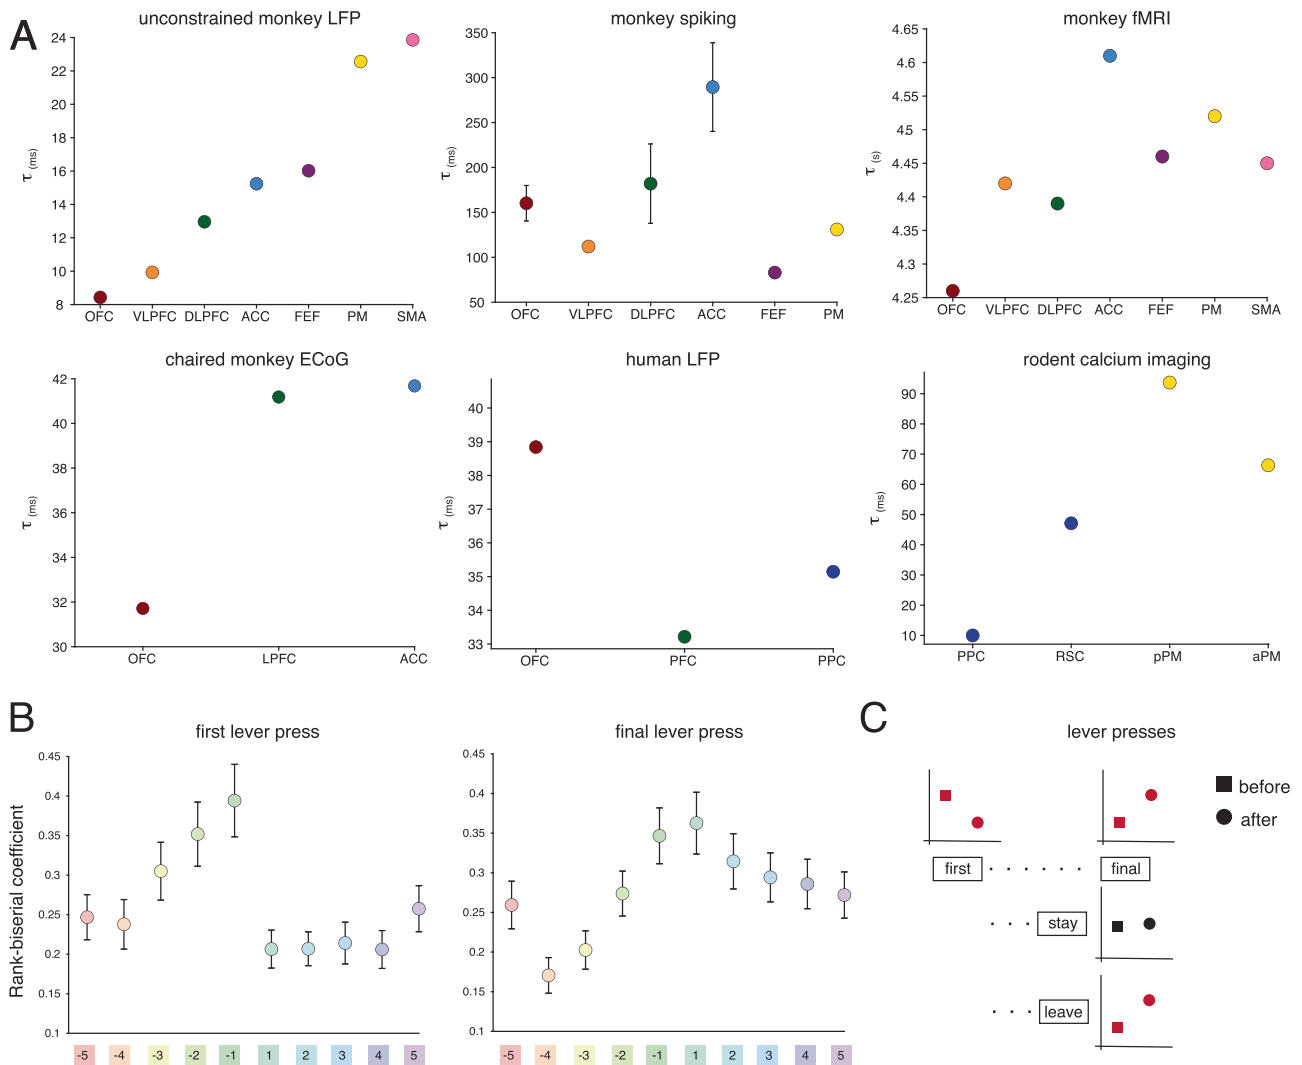 A
unconstrained monkey LFP
24
22
20
18
16
14
12
10
8
τ (ms)
OFC VLPFC DLPFC ACC FEF PM SMA
monkey spiking
350
300
250
200
150
100
50
τ (ms)
OFC VLPFC DLPFC ACC FEF PM
monkey fMRI
4.65
4.6
4.55
4.5
4.45
4.4
4.35
4.3
4.25
τ (s)
OFC VLPFC DLPFC ACC FEF PM SMA
chaired monkey ECoG
42
40
38
36
34
32
30
τ (ms)
OFC LPFC ACC
human LFP
40
39
38
37
36
35
34
33
τ (ms)
OFC PFC PPC
rodent calcium imaging
90
80
70
60
50
40
30
20
10
τ (ms)
PPC RSC pPM aPM
B
first lever press
0.45
0.4
0.35
0.3
0.25
0.2
0.15
0.1
Rank-biserial coefficient
-5 -4 -3 -2 -1 1 2 3 4 5
final lever press
0.45
0.4
0.35
0.3
0.25
0.2
0.15
0.1
-5 -4 -3 -2 -1 1 2 3 4 5
C
lever presses
before
after
first . . . . . . final
. . . stay
. . . leave